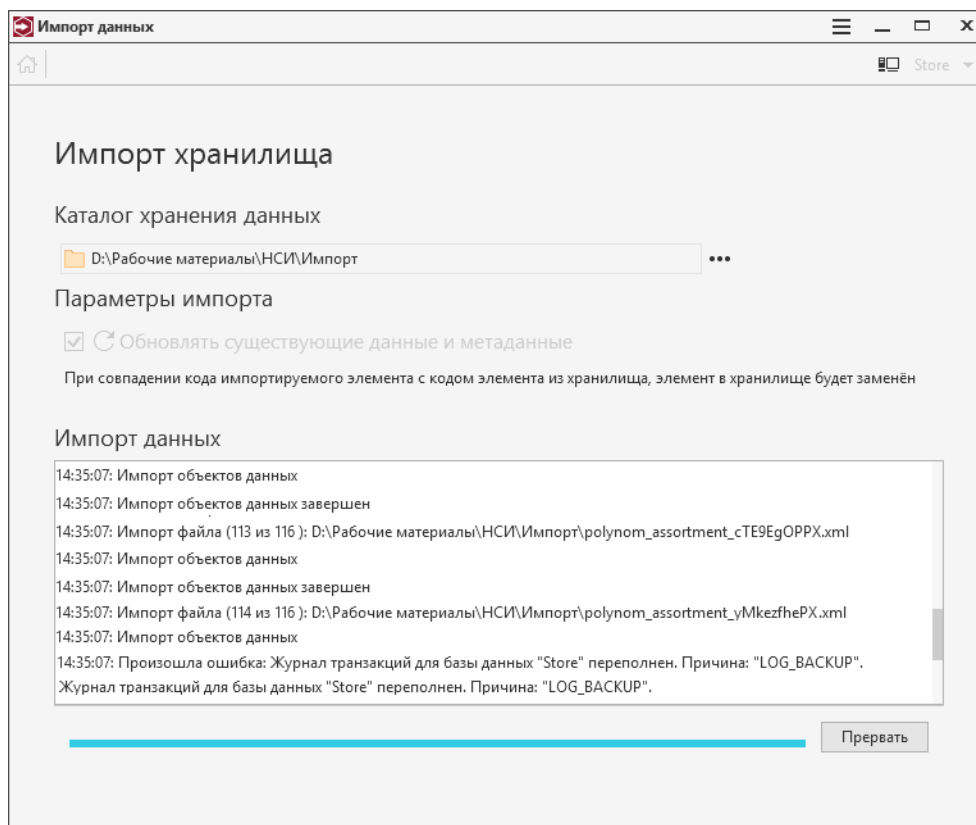 Импорт данных
Store
Импорт хранилища
Каталог хранения данных
D:\Рабочие материалы\НСИ\Импорт
Параметры импорта
Обновлять существующие данные и метаданные
При совпадении кода импортируемого элемента с кодом элемента из хранилища, элемент в хранилище будет заменён
Импорт данных
14:35:07: Импорт объектов данных
14:35:07: Импорт объектов данных завершен
14:35:07: Импорт файла (113 из 116 ): D:\Рабочие материалы\НСИ\Импорт\polynom_assortment_cTE9EgOPPX.xml
14:35:07: Импорт объектов данных
14:35:07: Импорт объектов данных завершен
14:35:07: Импорт файла (114 из 116 ): D:\Рабочие материалы\НСИ\Импорт\polynom_assortment_yMkezfhePX.xml
14:35:07: Импорт объектов данных
14:35:07: Произошла ошибка: Журнал транзакций для базы данных "Store" переполнен. Причина: "LOG_BACKUP".
Журнал транзакций для базы данных "Store" переполнен. Причина: "LOG_BACKUP".
Прервать